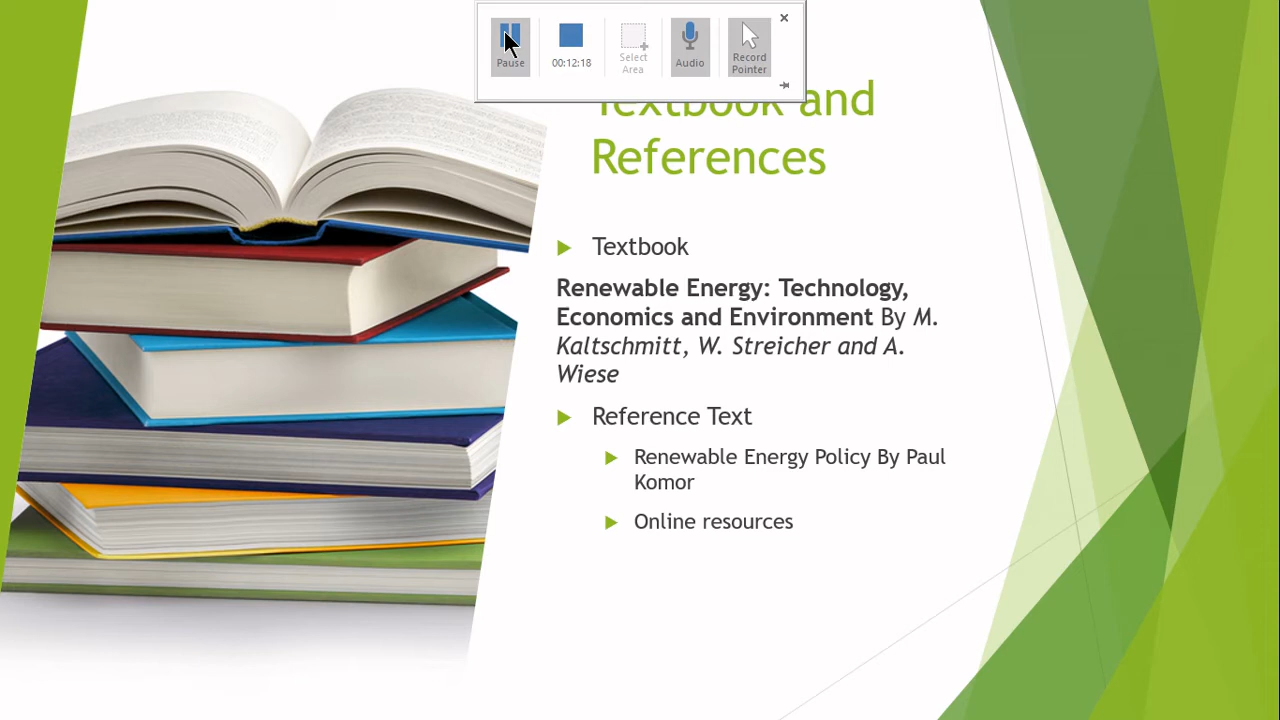 Pause
00:12:18
Select
Area
Audio
Record
Pointer
Textbook and
References
Textbook
Renewable Energy: Technology,
Economics and Environment By M.
Kaltschmitt, W. Streicher and A.
Wiese
Reference Text
Renewable Energy Policy By Paul
Komor
Online resources